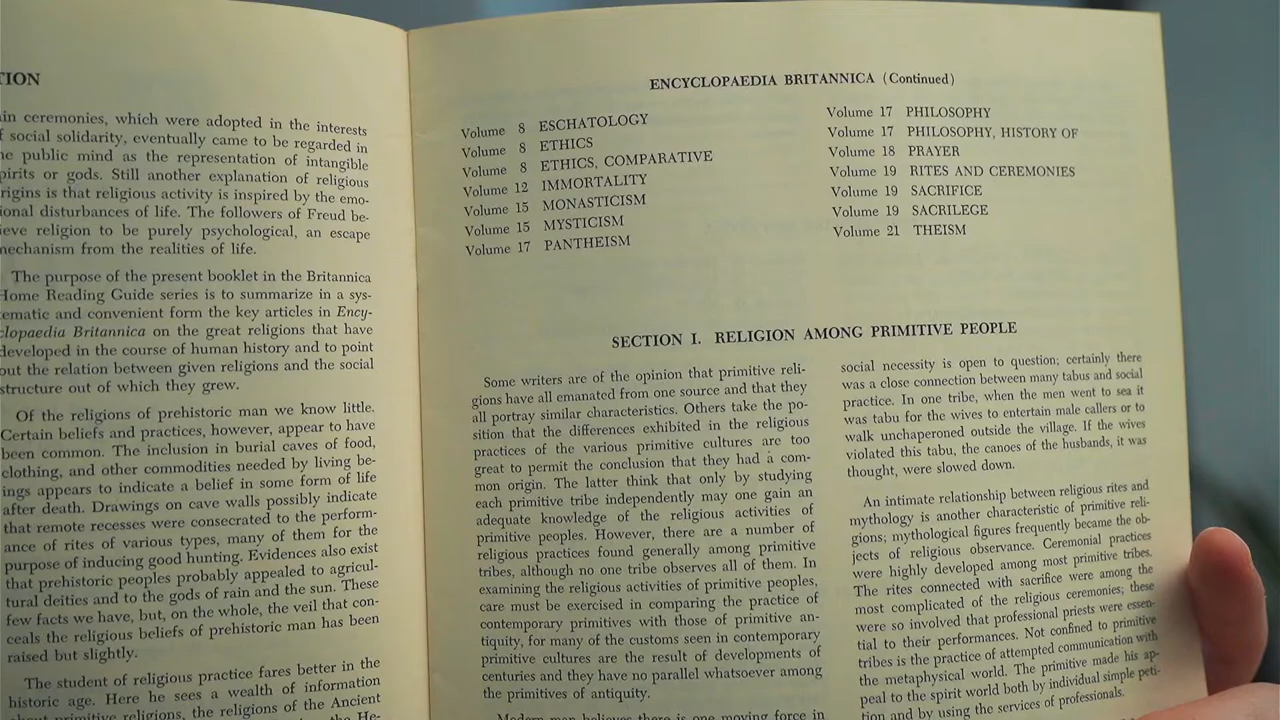 TION
ain ceremonies, which were adopted in the interests
f social solidarity, eventually came to be regarded in
he public mind as the representation of intangible
pirits or gods. Still another explanation of religious
rigins is that religious activity is inspired by the emo-
ional disturbances of life. The followers of Freud be-
ieve religion to be purely psychological, an escape
mechanism from the realities of life.
The purpose of the present booklet in the Britannica
Home Reading Guide series is to summarize in a sys-
ematic and convenient form the key articles in Ency-
clopaedia Britannica on the great religions that have
developed in the course of human history and to point
out the relation between given religions and the social
structure out of which they grew.
Of the religions of prehistoric man we know little.
Certain beliefs and practices, however, appear to have
been common. The inclusion in burial caves of food,
clothing, and other commodities needed by living be-
ings appears to indicate a belief in some form of life
after death. Drawings on cave walls possibly indicate
that remote recesses were consecrated to the perform-
ance of rites of various types, many of them for the
purpose of inducing good hunting. Evidences also exist
that prehistoric peoples probably appealed to agricul-
tural deities and to the gods of rain and the sun. These
few facts we have, but, on the whole, the veil that con-
ceals the religious beliefs of prehistoric man has been
raised but slightly.
The student of religious practice fares better in the
historic age. Here he sees a wealth of information
about primitive religions, the religions of the Ancient
the He-
ENCYCLOPAEDIA BRITANNICA (Continued)
Volume 8 ESCHATOLOGY
Volume 8 ETHICS
Volume 8 ETHICS, COMPARATIVE
Volume 12 IMMORTALITY
Volume 15 MONASTICISM
Volume 15 MYSTICISM
Volume 17 PANTHEISM
Volume 17 PHILOSOPHY
Volume 17 PHILOSOPHY, HISTORY OF
Volume 18 PRAYER
Volume 19 RITES AND CEREMONIES
Volume 19 SACRIFICE
Volume 19 SACRILEGE
Volume 21 THEISM
SECTION I. RELIGION AMONG PRIMITIVE PEOPLE
Some writers are of the opinion that primitive reli-
gions have all emanated from one source and that they
all portray similar characteristics. Others take the po-
sition that the differences exhibited in the religious
practices of the various primitive cultures are too
great to permit the conclusion that they had a com-
mon origin. The latter think that only by studying
each primitive tribe independently may one gain an
adequate knowledge of the religious activities of
primitive peoples. However, there are a number of
religious practices found generally among primitive
tribes, although no one tribe observes all of them. In
examining the religious activities of primitive peoples,
care must be exercised in comparing the practice of
contemporary primitives with those of primitive an-
tiquity, for many of the customs seen in contemporary
primitive cultures are the result of developments of
centuries and they have no parallel whatsoever among
the primitives of antiquity.
Modern man believes there is one moving force in
social necessity is open to question; certainly there
was a close connection between many tabus and social
practice. In one tribe, when the men went to sea it
was tabu for the wives to entertain male callers or to
walk unchaperoned outside the village. If the wives
violated this tabu, the canoes of the husbands, it was
thought, were slowed down.
An intimate relationship between religious rites and
mythology is another characteristic of primitive reli-
gions; mythological figures frequently became the ob-
jects of religious observance. Ceremonial practices
were highly developed among most primitive tribes.
The rites connected with sacrifice were among the
most complicated of the religious ceremonies; these
were so involved that professional priests were essen-
tial to their performances. Not confined to primitive
tribes is the practice of attempted communication with
the metaphysical world. The primitive made his ap-
peal to the spirit world both by individual simple peti-
tion and by using the services of professionals.